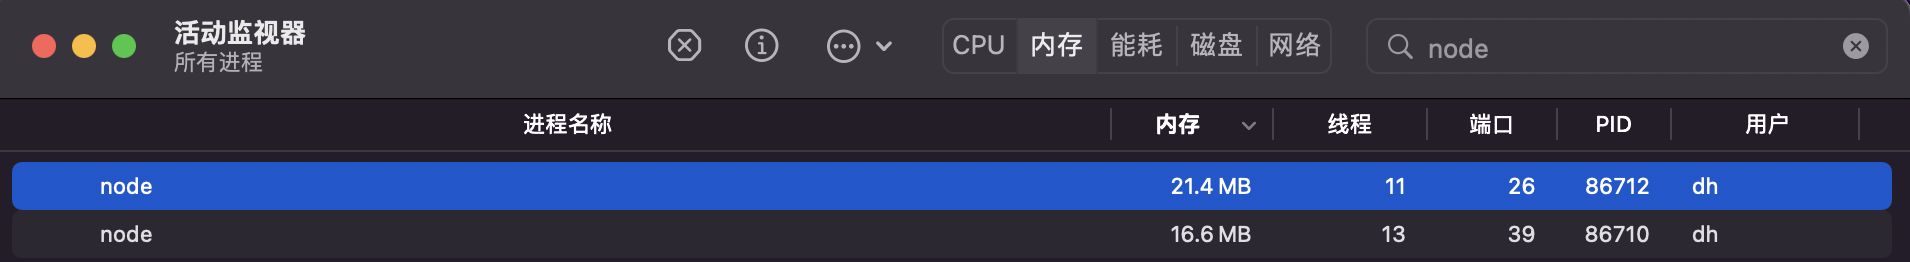 活动监视器
所有进程
CPU 内存 能耗 磁盘 网络
node
进程名称 内存 线程 端口 PID 用户
node 21.4 MB 11 26 86712 dh
node 16.6 MB 13 39 86710 dh